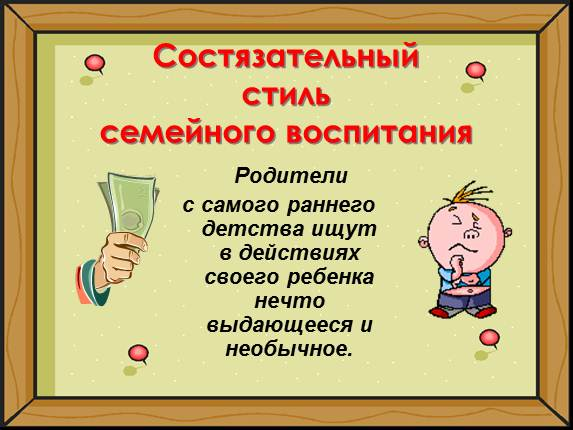 Состязательный
стиль
семейного воспитания
Родители
с самого раннего
детства ищут
в действиях
своего ребенка
нечто
выдающееся и
необычное.